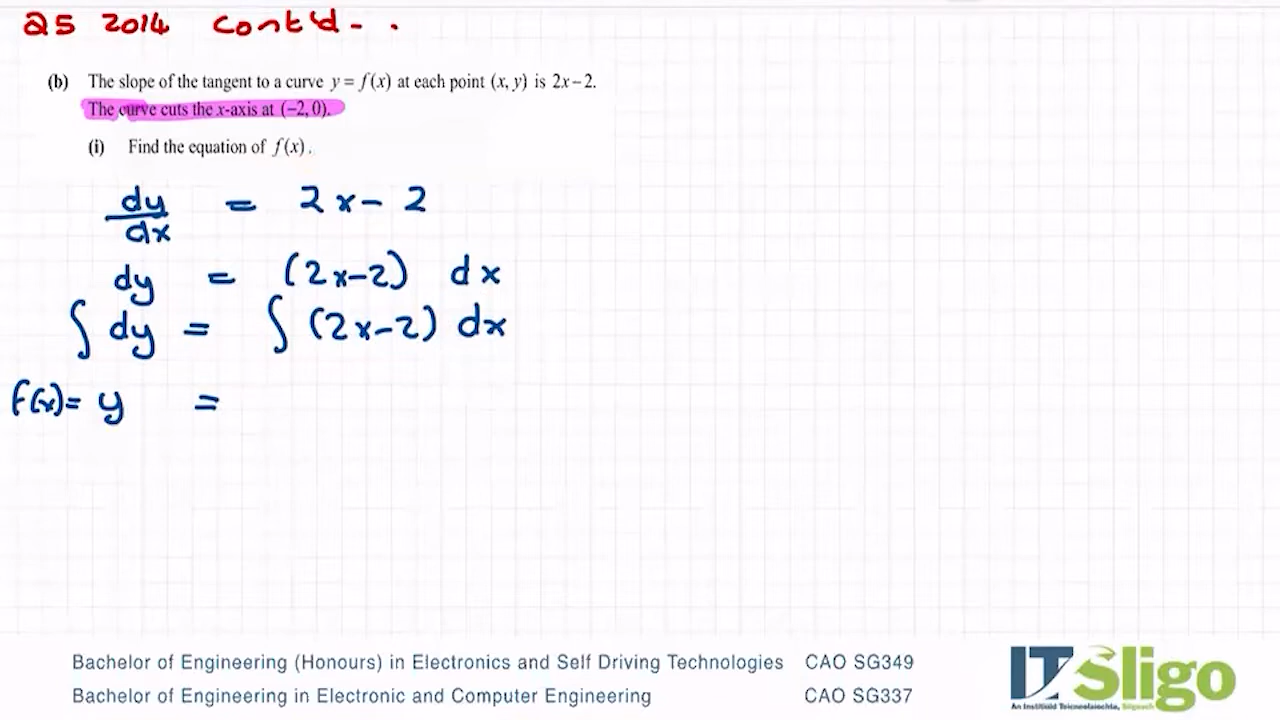 Q5 2014 Cont'd - .
(b) The slope of the tangent to a curve y = f(x) at each point (x, y) is 2x − 2.
The curve cuts the x-axis at (−2, 0).
(i) Find the equation of f(x).
dy/dx = 2x - 2
dy = (2x-2) dx
∫ dy = ∫ (2x-2) dx
f(x) = y =
Bachelor of Engineering (Honours) in Electronics and Self Driving Technologies CAO SG349
Bachelor of Engineering in Electronic and Computer Engineering CAO SG337
IT Sligo
An Institiúid Teicneolaíochta, Sligeach